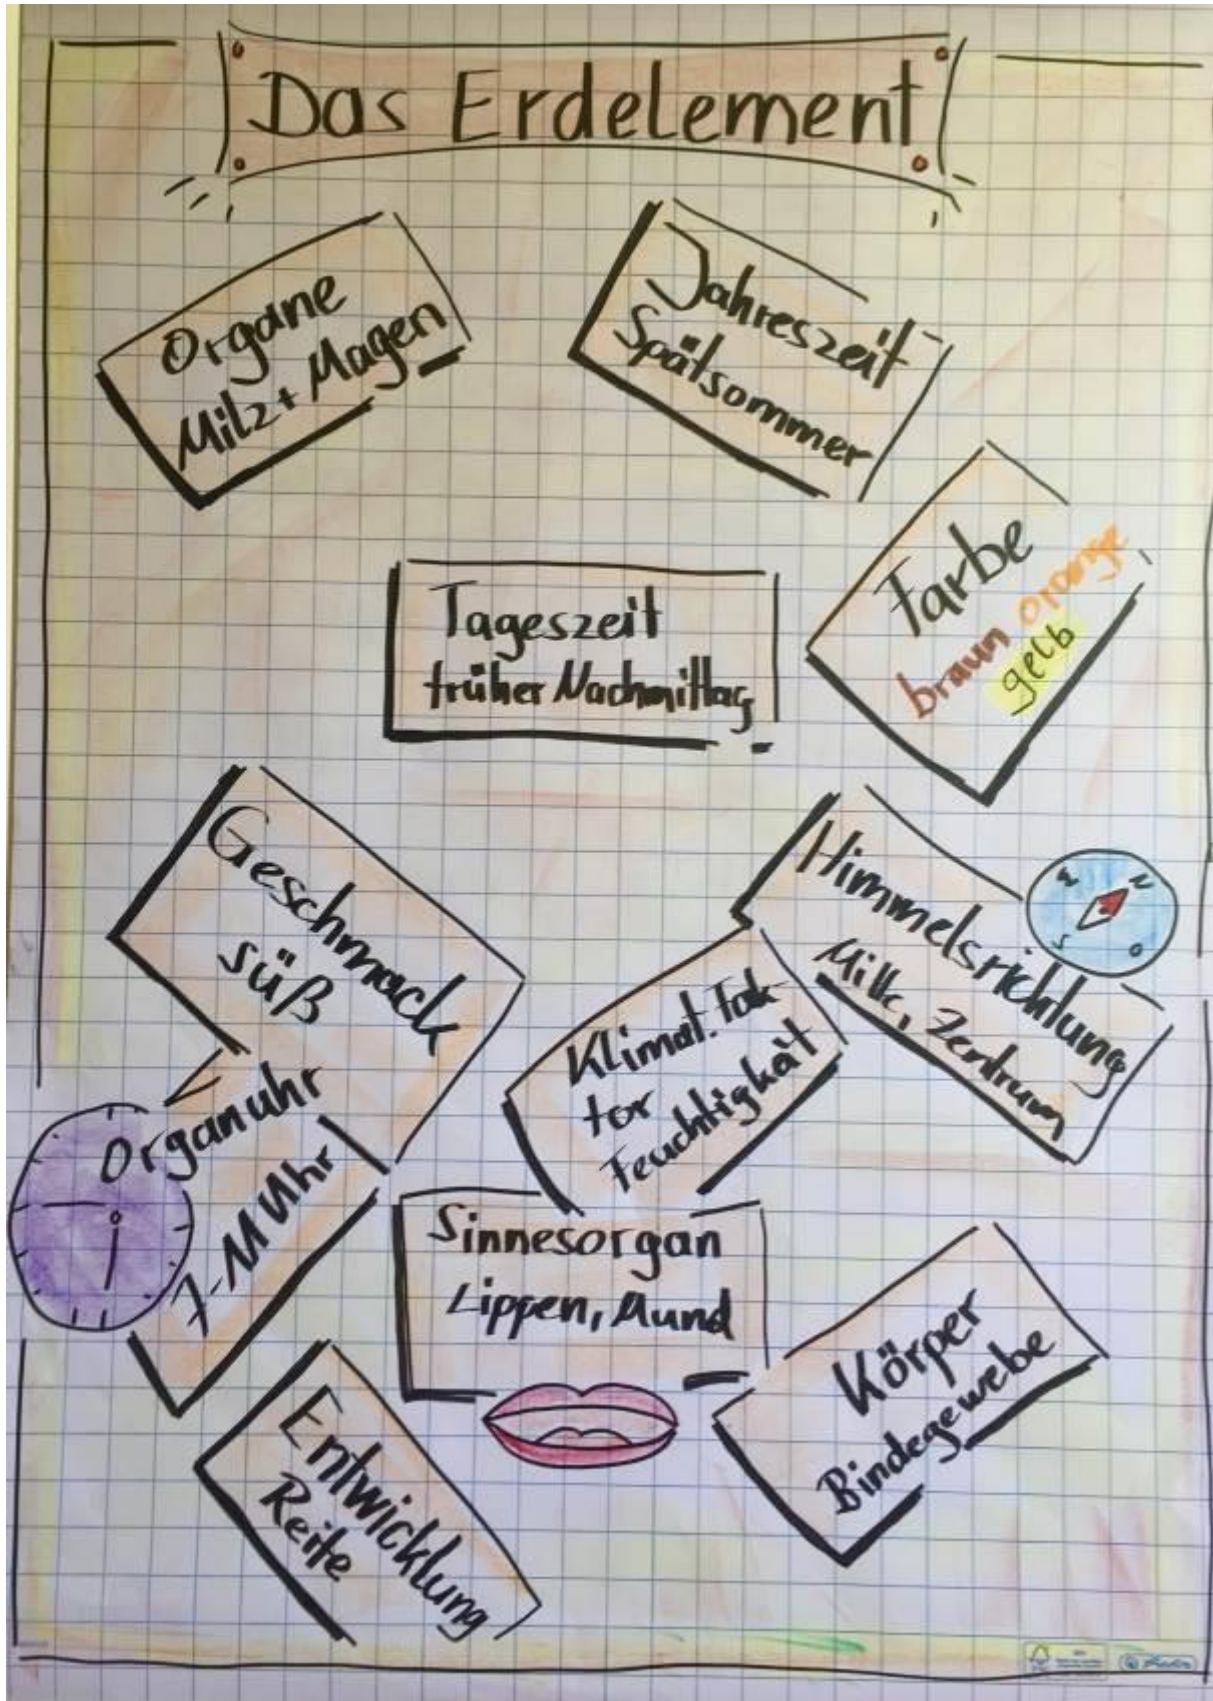 Das Erdelement
Organe
Milz + Magen
Jahreszeit
Spätsommer
Farbe
braun orange
gelb
Tageszeit
früher Nachmittag
Geschmack
süß
Himmelsrichtung
Mitte, Zentrum
W
N
S
O
Klimat. Fak-
tor
Feuchtigkeit
Organuhr
7-11 Uhr
Sinnesorgan
Lippen, Mund
Körper
Bindegewebe
Entwicklung
Reife